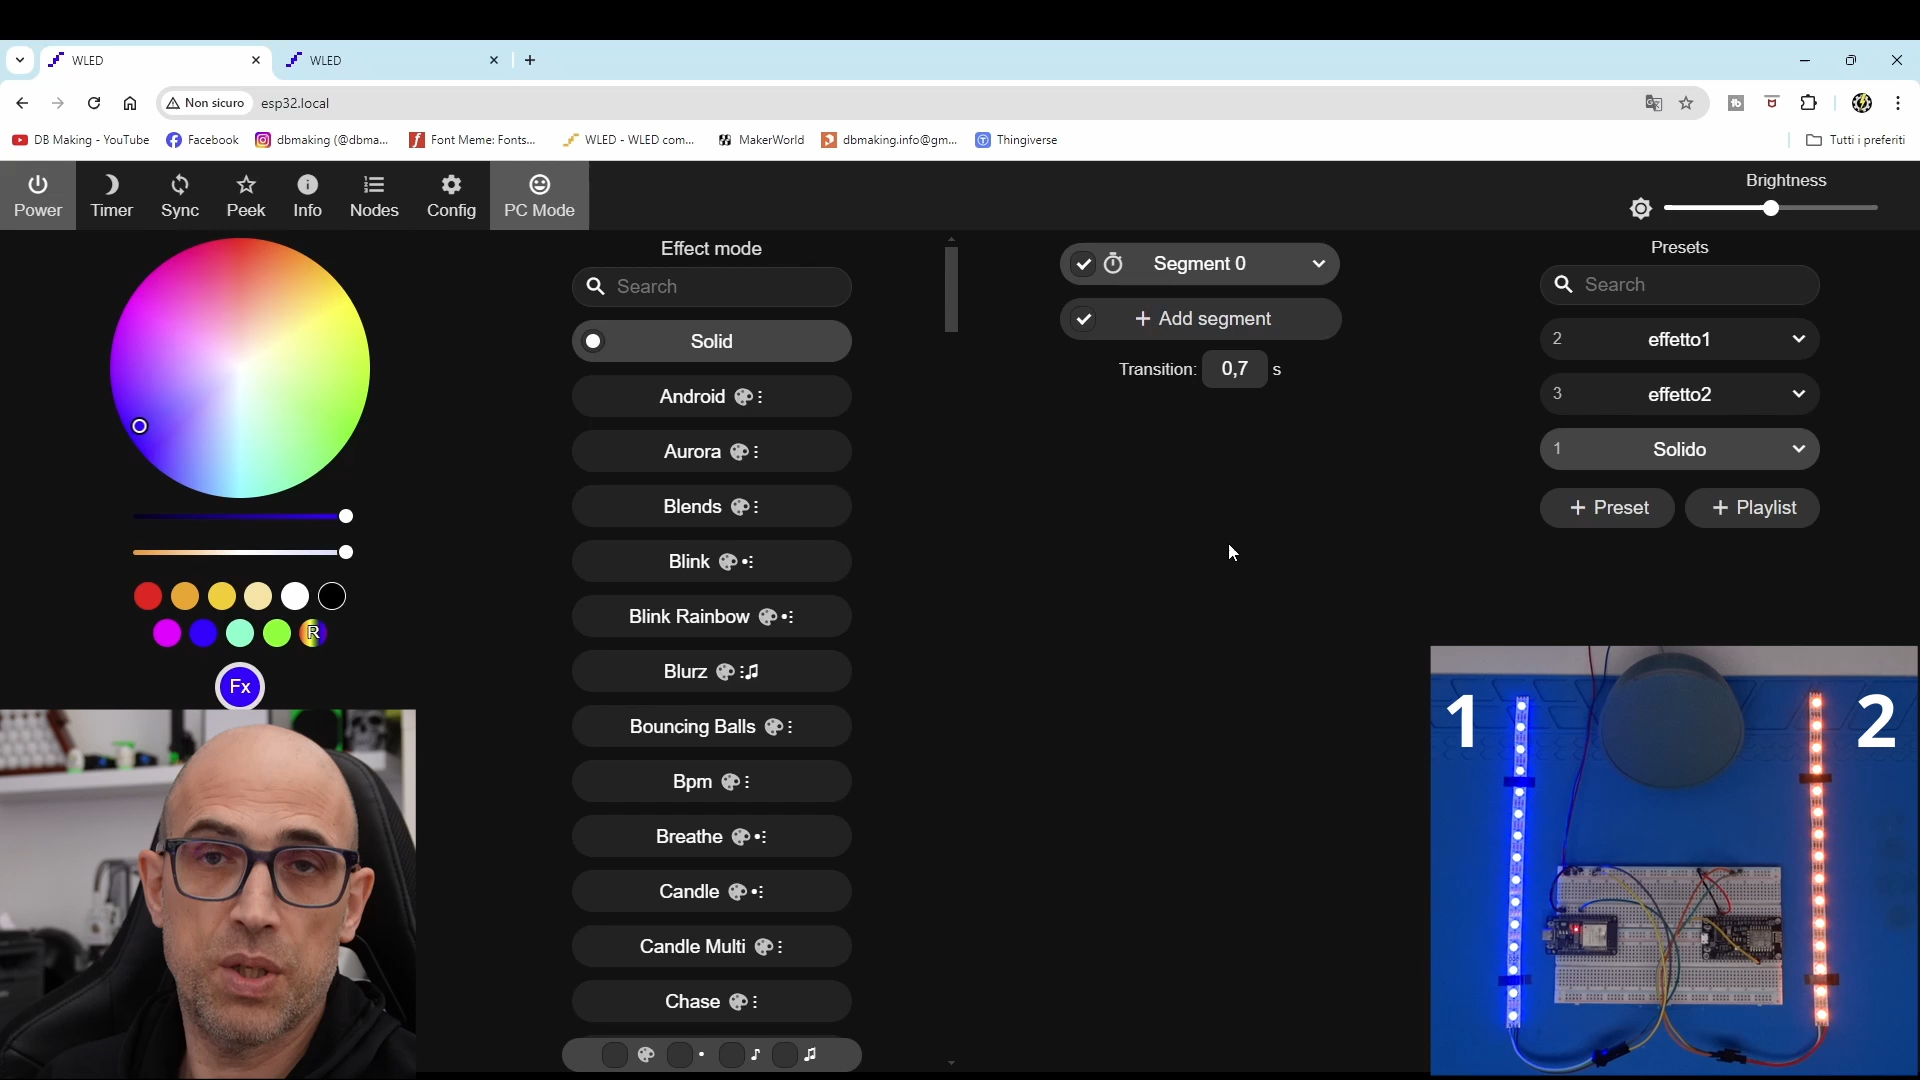 WLED
WLED
Non sicuro
esp32.local
DB Making - YouTube
Facebook
dbmaking (@dbma...
Font Meme: Fonts...
WLED - WLED com...
MakerWorld
dbmaking.info@gm...
Thingiverse
Tutti i preferiti
Power
Timer
Sync
Peek
Info
Nodes
Config
PC Mode
Brightness
R
Fx
Effect mode
Search
Solid
Android
Aurora
Blends
Blink
Blink Rainbow
Blurz
Bouncing Balls
Bpm
Breathe
Candle
Candle Multi
Chase
Segment 0
+ Add segment
Transition: 0,7 s
Presets
Search
2 effetto1
3 effetto2
1 Solido
+ Preset
+ Playlist
1
2